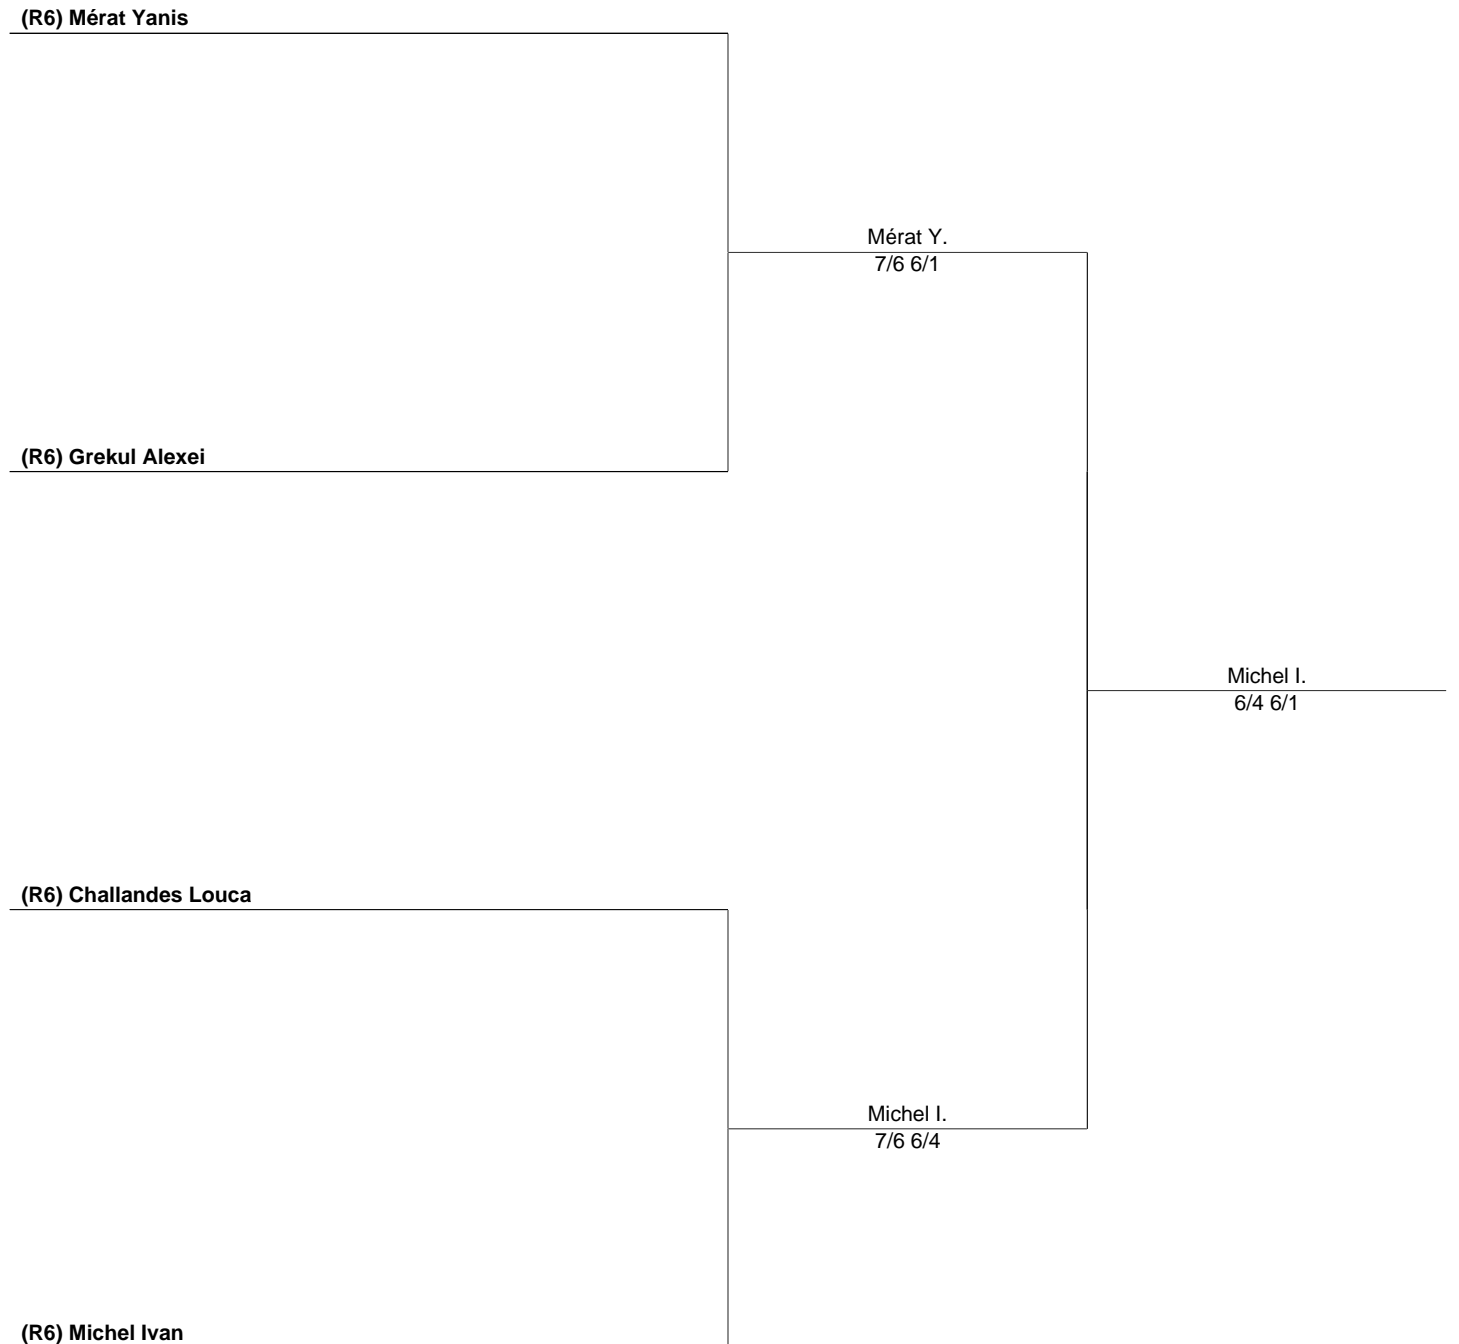 (R6) Mérat Yanis
Mérat Y.
7/6 6/1
(R6) Grekul Alexei
Michel I.
6/4 6/1
(R6) Challandes Louca
Michel I.
7/6 6/4
(R6) Michel Ivan